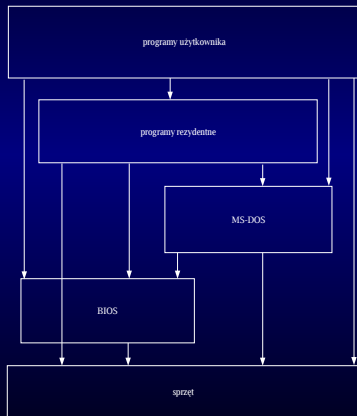 programy użytkownika
programy rezydentne
MS-DOS
BIOS
sprzęt